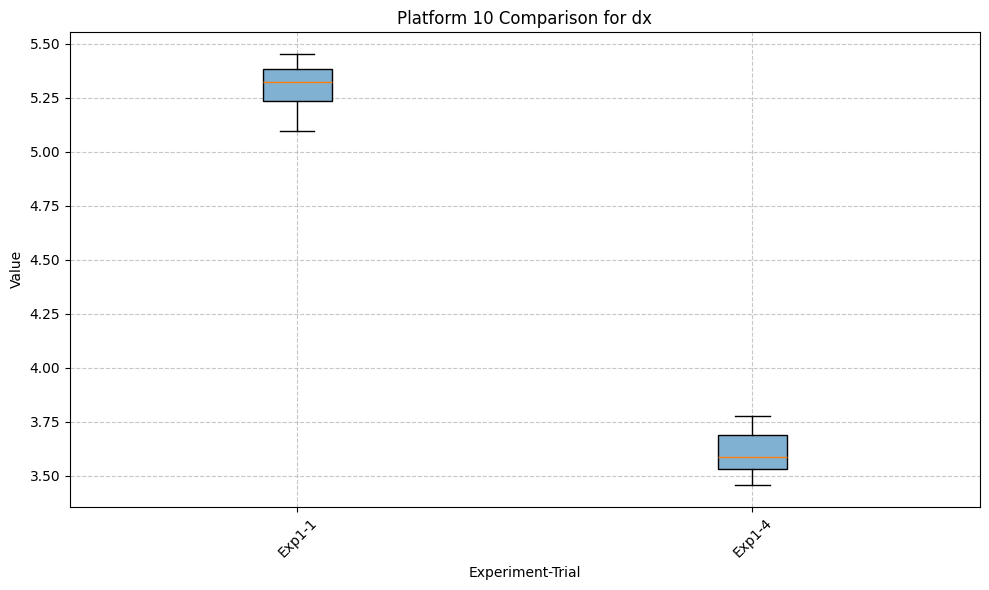 Platform 10 Comparison for dx
Value
5.50
5.25
5.00
4.75
4.50
4.25
4.00
3.75
3.50
Exp1-1
Exp1-4
Experiment-Trial